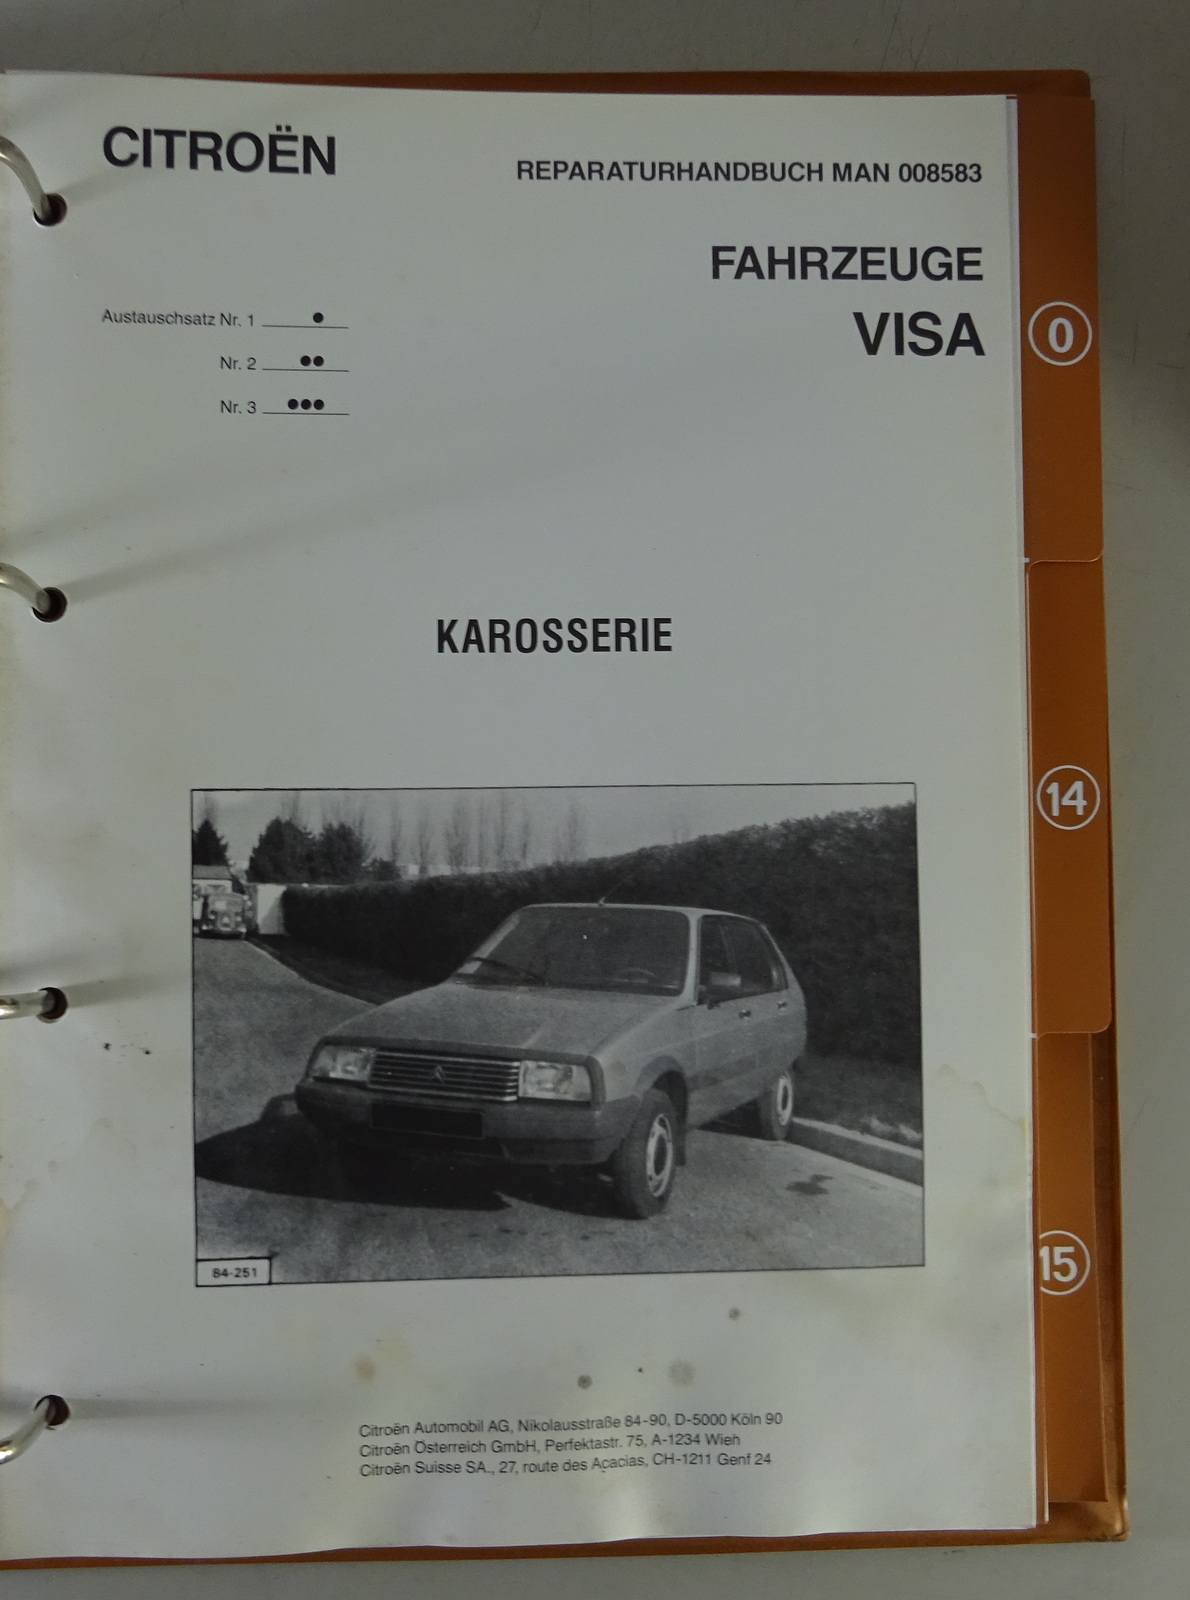 CITROËN
REPARATURHANDBUCH MAN 008583
FAHRZEUGE
VISA
Austauschsatz Nr. 1 ●
Nr. 2 ●●
Nr. 3 ●●●
KAROSSERIE
84-251
Citroën Automobil AG, Nikolausstraße 84-90, D-5000 Köln 90
Citroën Österreich GmbH, Perfektastr. 75, A-1234 Wien
Citroën Suisse SA., 27, route des Acacias, CH-1211 Genf 24
0
14
15